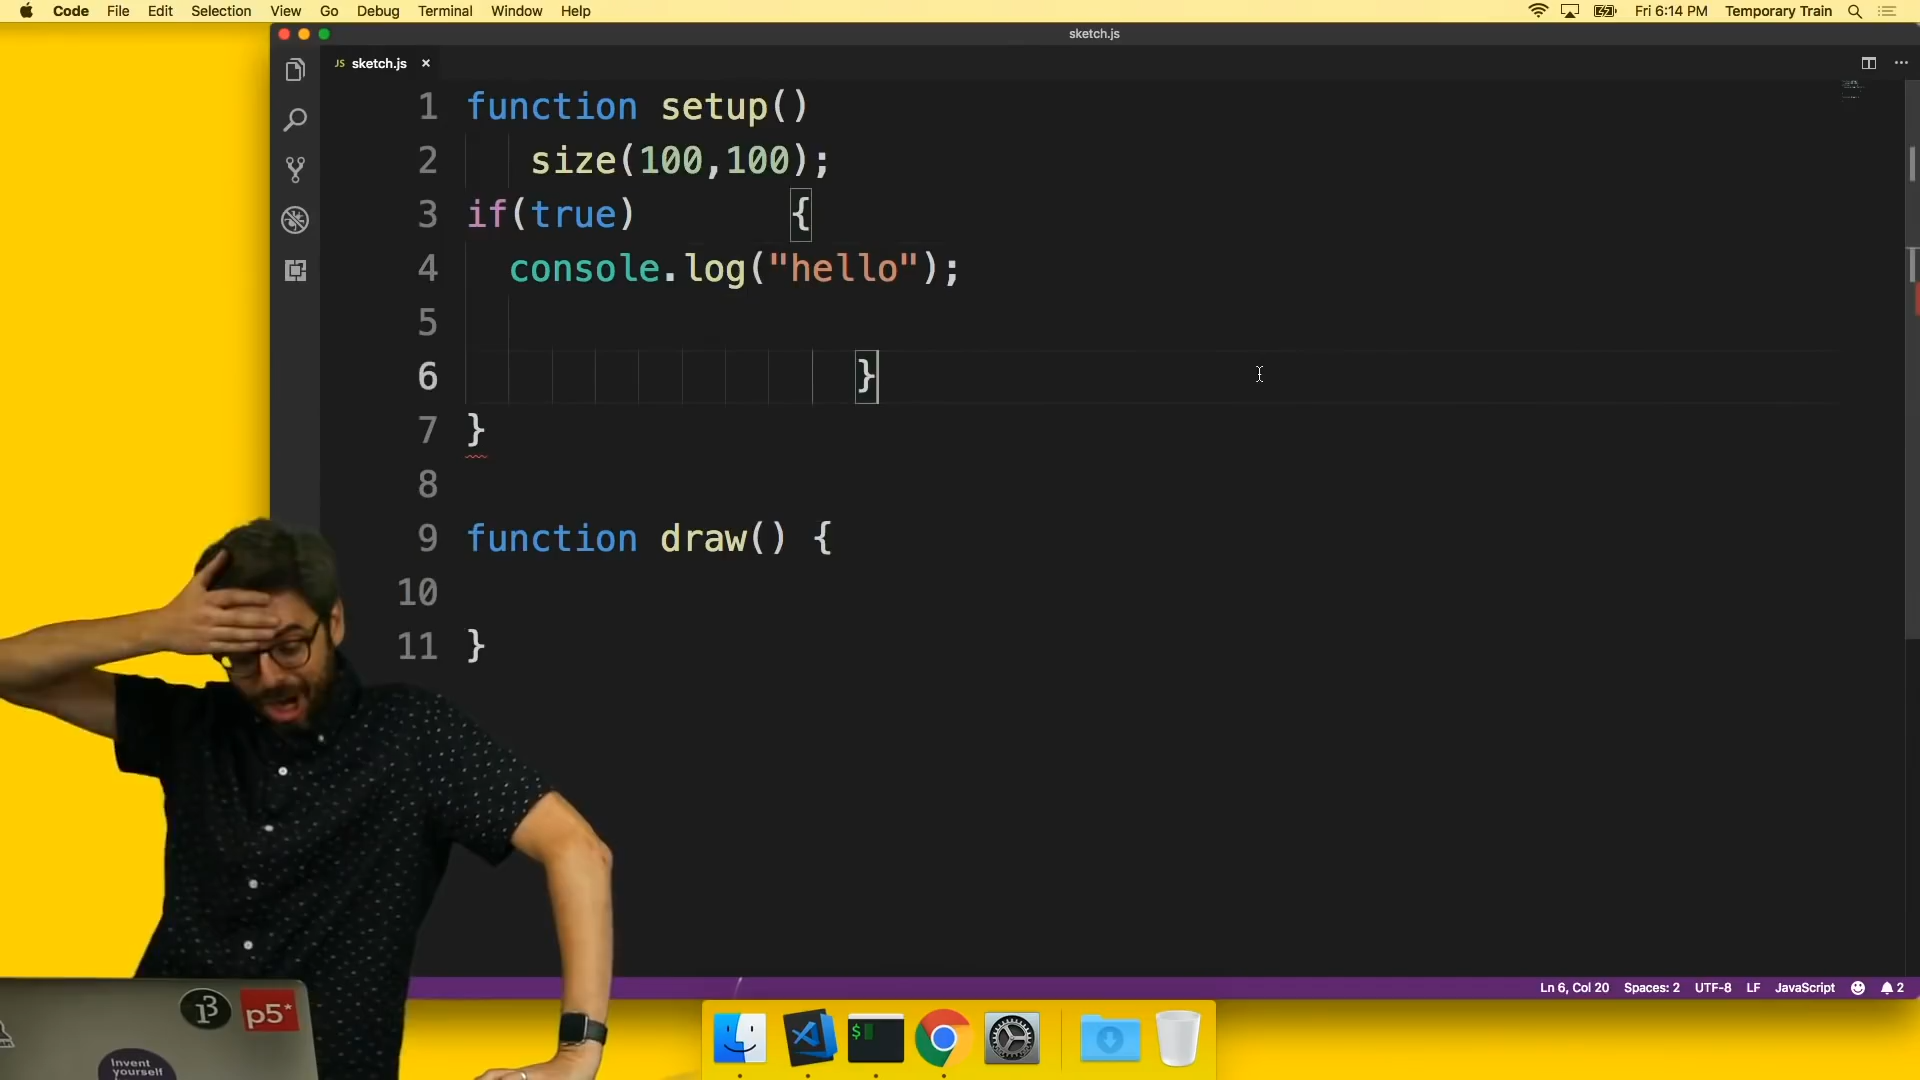 Code File Edit Selection View Go Debug Terminal Window Help Fri 6:14 PM Temporary Train
sketch.js
JS sketch.js ×
1 function setup()
2 size(100,100);
3 if(true) {
4 console.log("hello");
5
6 }
7 }
8
9 function draw() {
10
11 }
Ln 6, Col 20 Spaces: 2 UTF-8 LF JavaScript 2
$
p5*
Invent
yourself